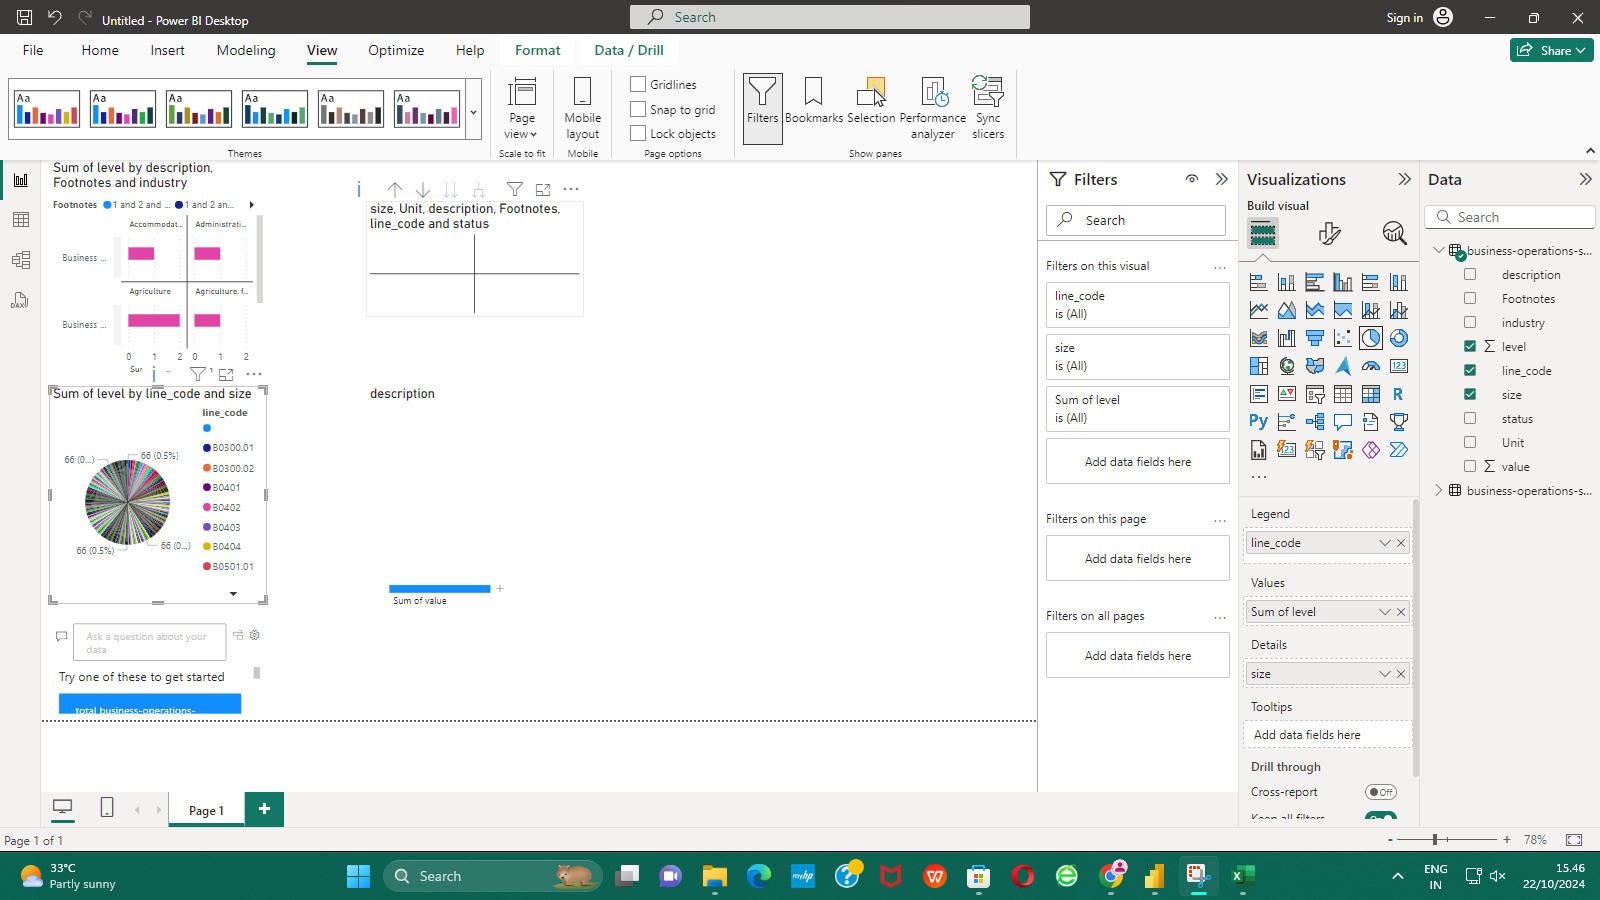 Untitled - Power BI Desktop
Search
Sign in
File
Home
Insert
Modeling
View
Optimize
Help
Format
Data / Drill
Share
Aa
Aa
Aa
Aa
Aa
Aa
Themes
Page
view
Scale to fit
Mobile
layout
Mobile
Gridlines
Snap to grid
Lock objects
Page options
Filters
Bookmarks
Selection
Performance
analyzer
Sync
slicers
Show panes
Sum of level by description,
Footnotes and industry
Footnotes
1 and 2 and ...
1 and 2 an...
Accommodat...
Administrati...
Business ...
Agriculture
Agriculture, f...
Business ...
0 1 2 0 1 2
size, Unit, description, Footnotes,
line_code and status
Sum of level by line_code and size
line_code
B0300.01
B0300.02
B0401
B0402
B0403
B0404
B0501.01
66 (0...)
66 (0.5%)
66 (0.5%)
66 (0...)
description
Sum of value
Ask a question about your
data
Try one of these to get started
total business-operations-
Filters
Search
Filters on this visual
line_code
is (All)
size
is (All)
Sum of level
is (All)
Add data fields here
Filters on this page
Add data fields here
Filters on all pages
Add data fields here
Visualizations
Build visual
123
R
Py
123
Legend
line_code
Values
Sum of level
Details
size
Tooltips
Add data fields here
Drill through
Cross-report
Off
Keep all filters
On
Data
Search
business-operations-s...
description
Footnotes
industry
level
line_code
size
status
Unit
value
business-operations-s...
DAX
Page 1
Page 1 of 1
78%
33°C
Partly sunny
Search
myhp
ENG
IN
15.46
22/10/2024